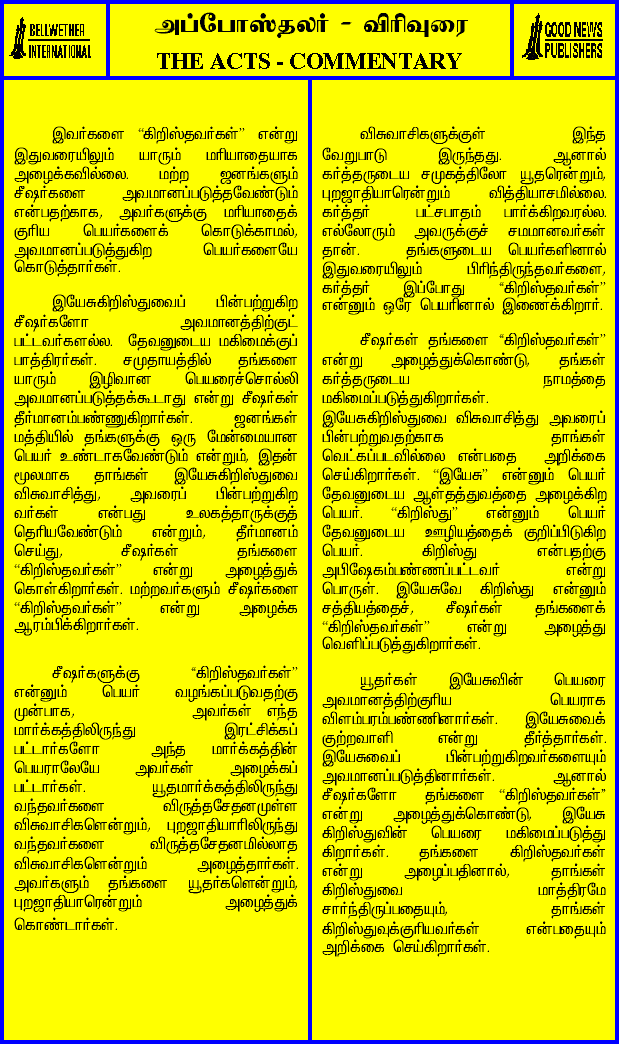 BELLWETHER
INTERNATIONAL
அப்போஸ்தலர் - விரிவுரை
THE ACTS - COMMENTARY
GOOD NEWS
PUBLISHERS
இவர்களை “கிறிஸ்தவர்கள்” என்று
இதுவரையிலும் யாரும் மரியாதையாக
அழைக்கவில்லை. மற்ற ஜனங்களும்
சீஷர்களை அவமானப்படுத்தவேண்டும்
என்பதற்காக, அவர்களுக்கு மரியாதைக்
குரிய பெயர்களைக் கொடுக்காமல்,
அவமானப்படுத்துகிற பெயர்களையே
கொடுத்தார்கள்.
இயேசுகிறிஸ்துவைப் பின்பற்றுகிற
சீஷர்களோ அவமானத்திற்குட்
பட்டவர்களல்ல. தேவனுடைய மகிமைக்குப்
பாத்திரர்கள். சமுதாயத்தில் தங்களை
யாரும் இழிவான பெயரைச்சொல்லி
அவமானப்படுத்தக்கூடாது என்று சீஷர்கள்
தீர்மானம்பண்ணுகிறார்கள். ஜனங்கள்
மத்தியில் தங்களுக்கு ஒரு மேன்மையான
பெயர் உண்டாகவேண்டும் என்றும், இதன்
மூலமாக தாங்கள் இயேசுகிறிஸ்துவை
விசுவாசித்து, அவரைப் பின்பற்றுகிற
வர்கள் என்பது உலகத்தாருக்குத்
தெரியவேண்டும் என்றும், தீர்மானம்
செய்து, சீஷர்கள் தங்களை
“கிறிஸ்தவர்கள்” என்று அழைத்துக்
கொள்கிறார்கள். மற்றவர்களும் சீஷர்களை
“கிறிஸ்தவர்கள்” என்று அழைக்க
ஆரம்பிக்கிறார்கள்.
சீஷர்களுக்கு “கிறிஸ்தவர்கள்”
என்னும் பெயர் வழங்கப்படுவதற்கு
முன்பாக, அவர்கள் எந்த
மார்க்கத்திலிருந்து இரட்சிக்கப்
பட்டார்களோ அந்த மார்க்கத்தின்
பெயராலேயே அவர்கள் அழைக்கப்
பட்டார்கள். யூதமார்க்கத்திலிருந்து
வந்தவர்களை விருத்தசேதனமுள்ள
விசுவாசிகளென்றும், புறஜாதியாரிலிருந்து
வந்தவர்களை விருத்தசேதனமில்லாத
விசுவாசிகளென்றும் அழைத்தார்கள்.
அவர்களும் தங்களை யூதர்களென்றும்,
புறஜாதியாரென்றும் அழைத்துக்
கொண்டார்கள்.
விசுவாசிகளுக்குள் இந்த
வேறுபாடு இருந்தது. ஆனால்
கர்த்தருடைய சமுகத்திலோ யூதரென்றும்,
புறஜாதியாரென்றும் வித்தியாசமில்லை.
கர்த்தர் பட்சபாதம் பார்க்கிறவரல்ல.
எல்லோரும் அவருக்குச் சமமானவர்கள்
தான். தங்களுடைய பெயர்களினால்
இதுவரையிலும் பிரிந்திருந்தவர்களை,
கர்த்தர் இப்போது “கிறிஸ்தவர்கள்”
என்னும் ஒரே பெயரினால் இணைக்கிறார்.
சீஷர்கள் தங்களை “கிறிஸ்தவர்கள்”
என்று அழைத்துக்கொண்டு, தங்கள்
கர்த்தருடைய நாமத்தை
மகிமைப்படுத்துகிறார்கள்.
இயேசுகிறிஸ்துவை விசுவாசித்து அவரைப்
பின்பற்றுவதற்காக தாங்கள்
வெட்கப்படவில்லை என்பதை அறிக்கை
செய்கிறார்கள். “இயேசு” என்னும் பெயர்
தேவனுடைய ஆள்தத்துவத்தை அழைக்கிற
பெயர். “கிறிஸ்து” என்னும் பெயர்
தேவனுடைய ஊழியத்தைக் குறிப்பிடுகிற
பெயர். கிறிஸ்து என்பதற்கு
அபிஷேகம்பண்ணப்பட்டவர் என்று
பொருள். இயேசுவே கிறிஸ்து என்னும்
சத்தியத்தைச், சீஷர்கள் தங்களைக்
“கிறிஸ்தவர்கள்” என்று அழைத்து
வெளிப்படுத்துகிறார்கள்.
யூதர்கள் இயேசுவின் பெயரை
அவமானத்திற்குரிய பெயராக
விளம்பரம்பண்ணினார்கள். இயேசுவைக்
குற்றவாளி என்று தீர்த்தார்கள்.
இயேசுவைப் பின்பற்றுகிறவர்களையும்
அவமானப்படுத்தினார்கள். ஆனால்
சீஷர்களோ தங்களை “கிறிஸ்தவர்கள்”
என்று அழைத்துக்கொண்டு, இயேசு
கிறிஸ்துவின் பெயரை மகிமைப்படுத்து
கிறார்கள். தங்களை கிறிஸ்தவர்கள்
என்று அழைப்பதினால், தாங்கள்
கிறிஸ்துவை மாத்திரமே
சார்ந்திருப்பதையும், தாங்கள்
கிறிஸ்துவுக்குரியவர்கள் என்பதையும்
அறிக்கை செய்கிறார்கள்.